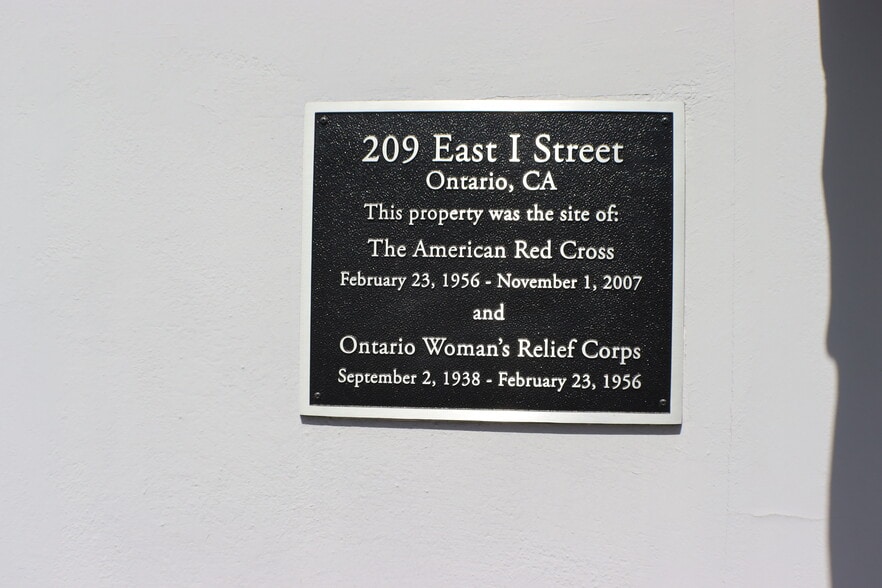 209 East I Street
Ontario, CA
This property was the site of:
The American Red Cross
February 23, 1956 - November 1, 2007
and
Ontario Woman's Relief Corps
September 2, 1938 - February 23, 1956